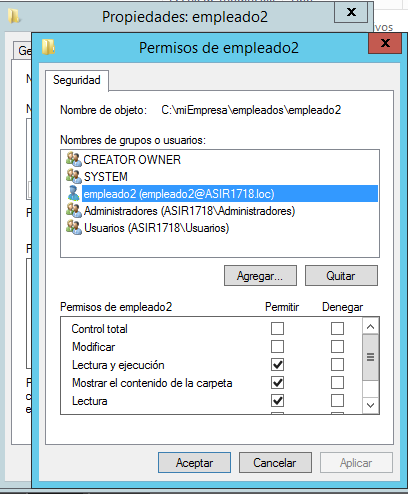 Propiedades: empleado2
x
Permisos de empleado2
x
Seguridad
Nombre de objeto: C:\miEmpresa\empleados\empleado2
Nombres de grupos o usuarios:
CREATOR OWNER
SYSTEM
empleado2 (empleado2@ASIR1718.loc)
Administradores (ASIR1718\Administradores)
Usuarios (ASIR1718\Usuarios)
Agregar... Quitar
Permisos de empleado2 Permitir Denegar
Control total
Modificar
Lectura y ejecución
Mostrar el contenido de la carpeta
Lectura
Aceptar Cancelar Aplicar